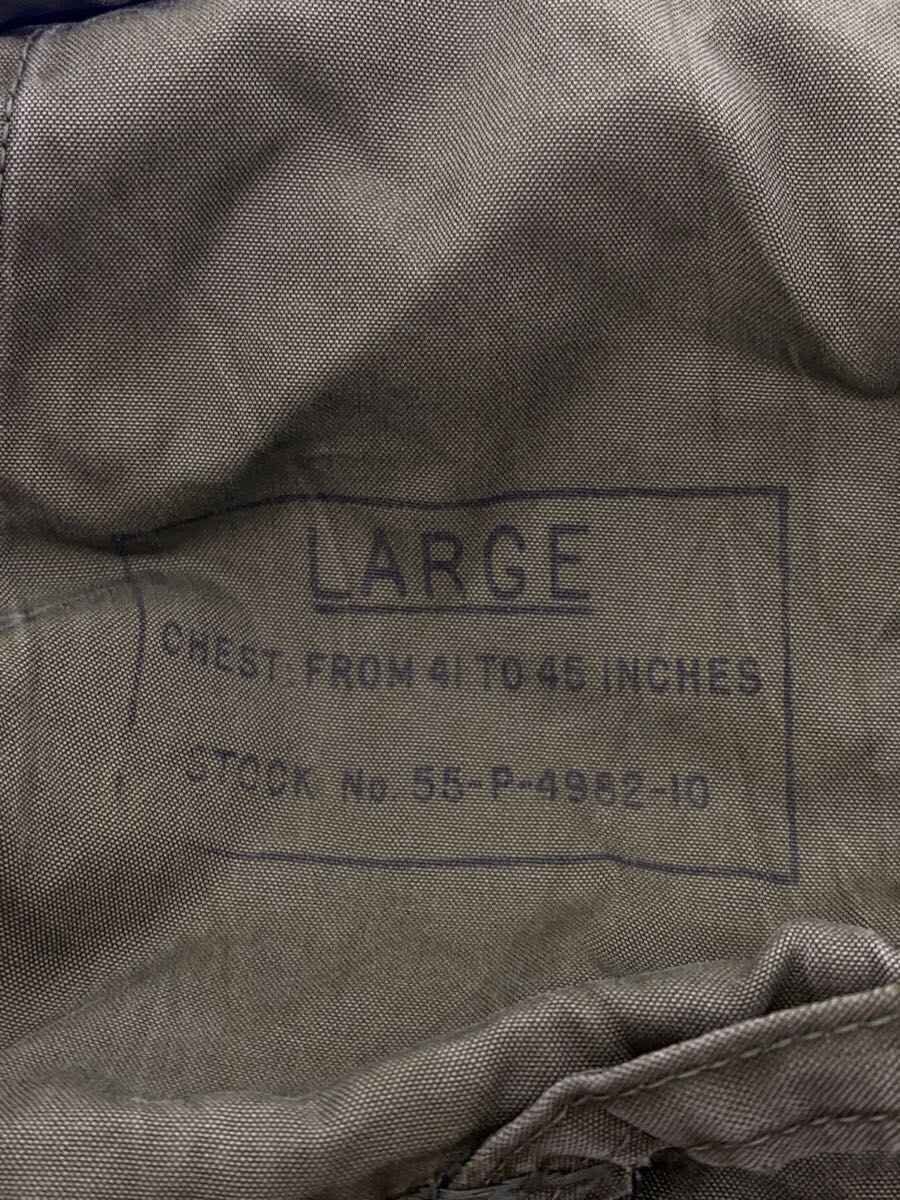 LARGE
CHEST FROM 41 TO 45 INCHES
STOCK No 55-P-4982-10